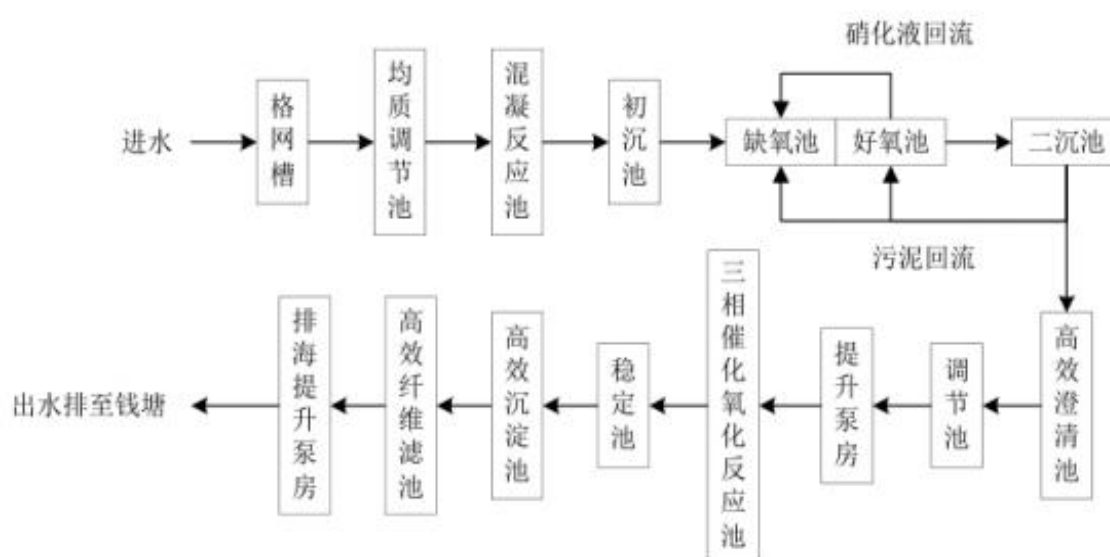 硝化液回流
进水
格网槽
均质调节池
混凝反应池
初沉池
缺氧池
好氧池
二沉池
污泥回流
出水排至钱塘
排海提升泵房
高效纤维滤池
高效沉淀池
稳定池
三相催化氧化反应池
提升泵房
调节池
高效澄清池